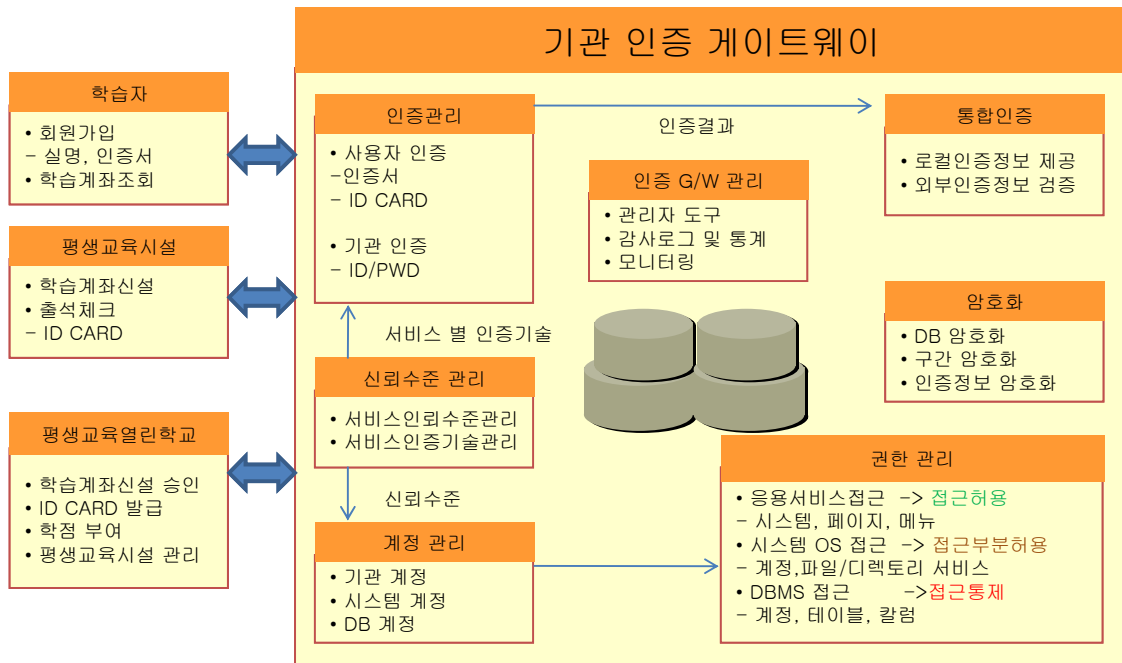 기관 인증 게이트웨이
학습자
• 회원가입
– 실명, 인증서
• 학습계좌조회
평생교육시설
• 학습계좌신설
• 출석체크
– ID CARD
평생교육열린학교
• 학습계좌신설 승인
• ID CARD 발급
• 학점 부여
• 평생교육시설 관리
인증관리
• 사용자 인증
–인증서
– ID CARD
• 기관 인증
– ID/PWD
서비스 별 인증기술
신뢰수준 관리
• 서비스인뢰수준관리
• 서비스인증기술관리
신뢰수준
계정 관리
• 기관 계정
• 시스템 계정
• DB 계정
인증결과
인증 G/W 관리
• 관리자 도구
• 감사로그 및 통계
• 모니터링
통합인증
• 로컬인증정보 제공
• 외부인증정보 검증
암호화
• DB 암호화
• 구간 암호화
• 인증정보 암호화
권한 관리
• 응용서비스접근 –> 접근허용
– 시스템, 페이지, 메뉴
• 시스템 OS 접근 –> 접근부분허용
– 계정,파일/디렉토리 서비스
• DBMS 접근 –>접근통제
– 계정, 테이블, 칼럼